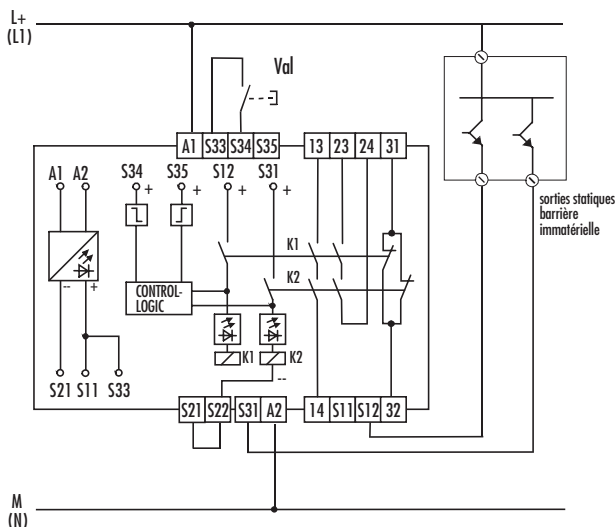 L+
(L1)
Val
A1 S33 S34 S35 13 23 24 31
A1 A2 S34 + S35 + S12 + S31 +
sorties statiques
barrière
immatérielle
K1
K2
-- +
CONTROL-
LOGIC
K1 K2
--
S21 S11 S33
S21 S22 S31 A2 14 S11 S12 32
M
(N)